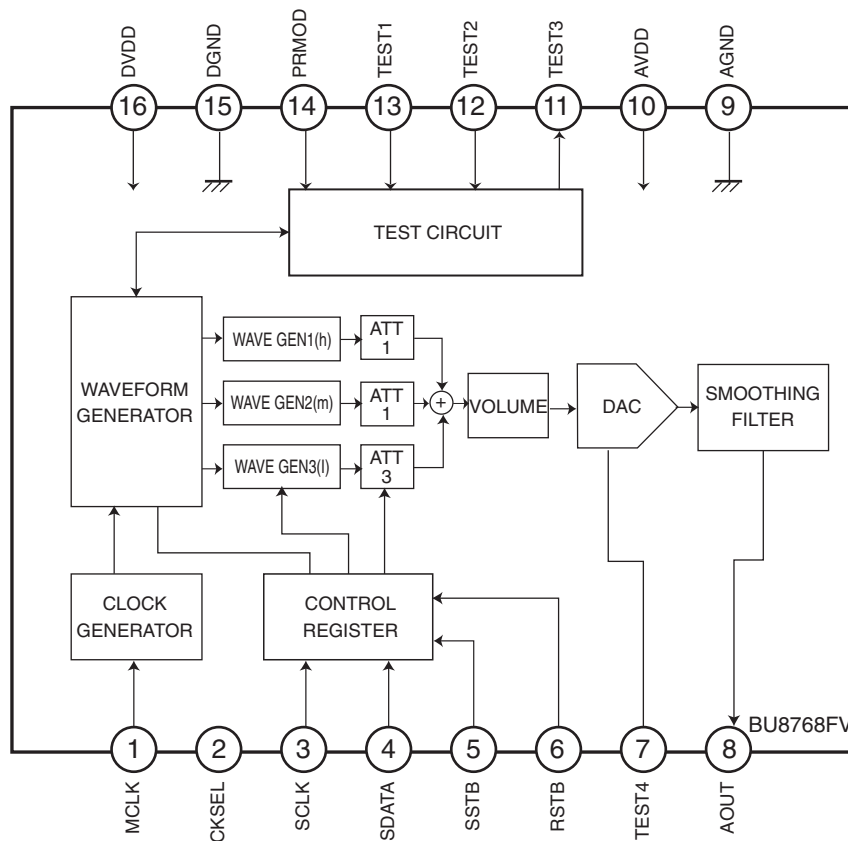 DVDD
DGND
PRMOD
TEST1
TEST2
TEST3
AVDD
AGND
16
15
14
13
12
11
10
9
TEST CIRCUIT
WAVEFORM
GENERATOR
WAVE GEN1(h)
ATT
1
WAVE GEN2(m)
ATT
1
WAVE GEN3(l)
ATT
3
+
VOLUME
DAC
SMOOTHING
FILTER
CLOCK
GENERATOR
CONTROL
REGISTER
BU8768FV
1
2
3
4
5
6
7
8
MCLK
CKSEL
SCLK
SDATA
SSTB
RSTB
TEST4
AOUT